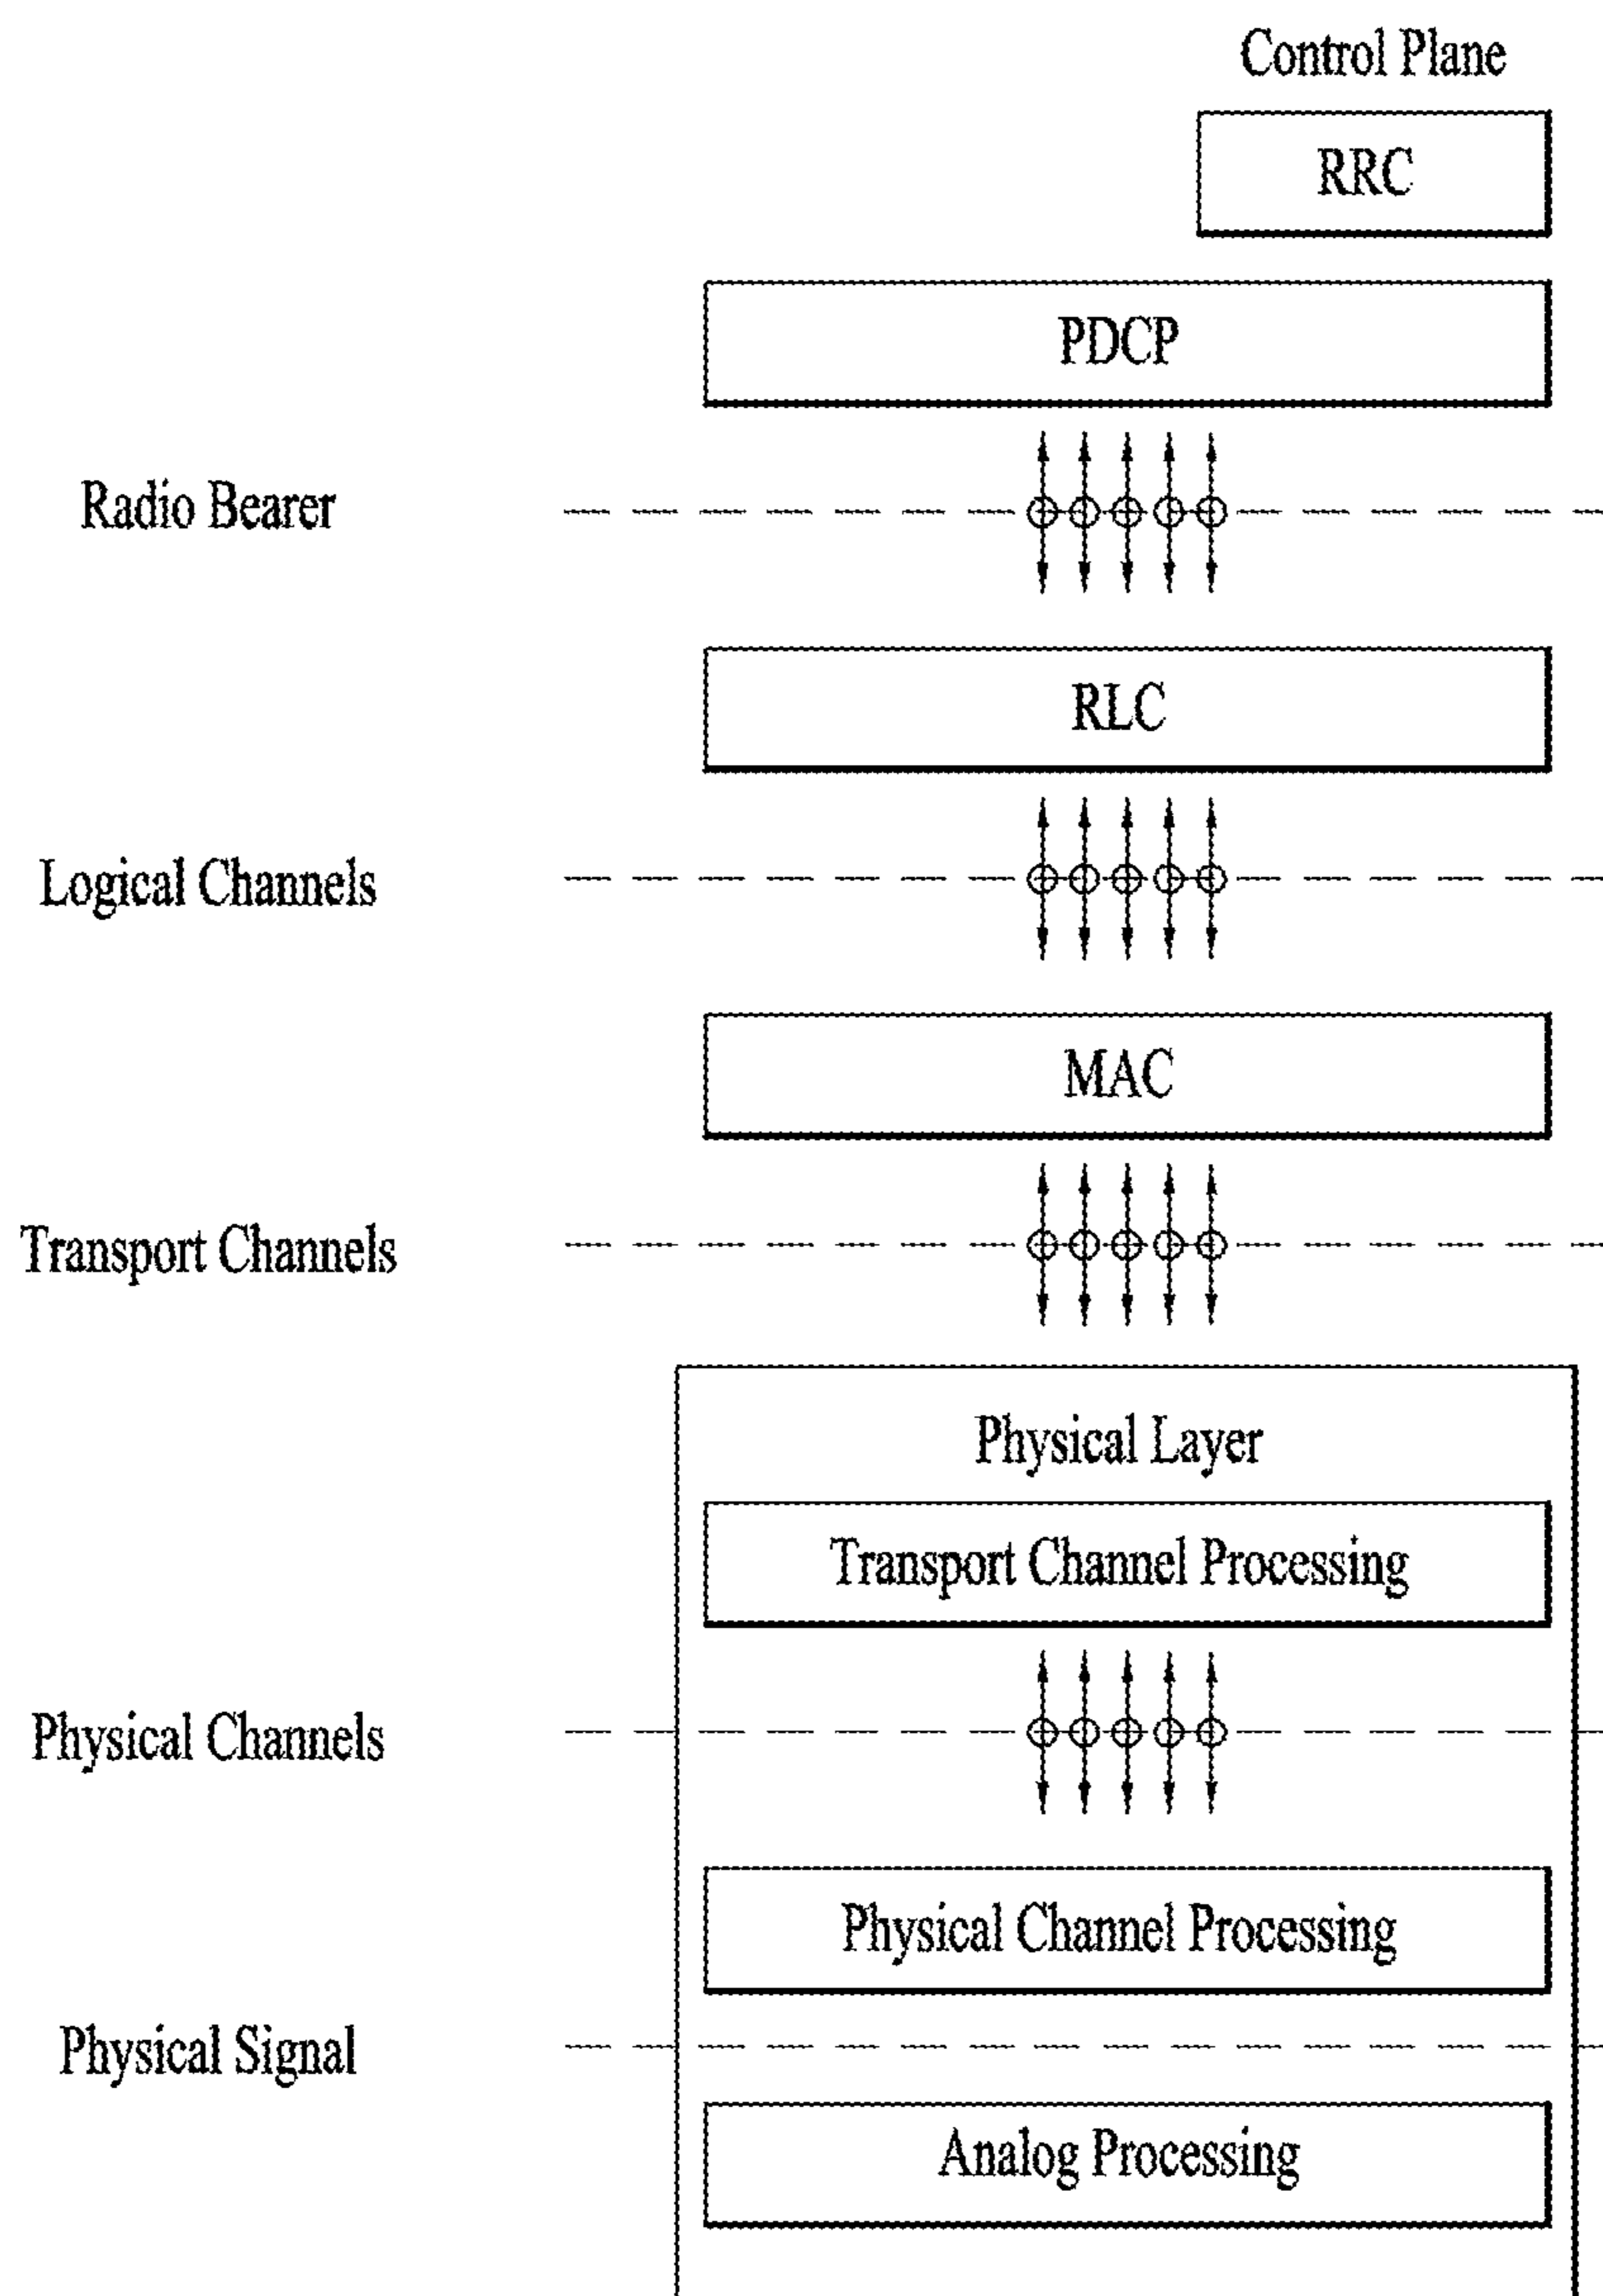 Control Plane
RRC
PDCP
Radio Bearer
RLC
Logical Channels
MAC
Transport Channels
Physical Layer
Transport Channel Processing
Physical Channels
Physical Channel Processing
Physical Signal
Analog Processing